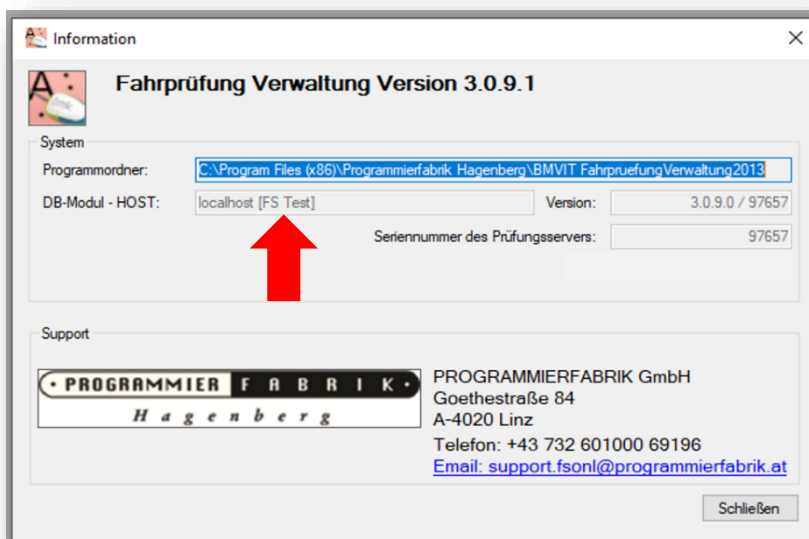 Information
Fahrprüfung Verwaltung Version 3.0.9.1
System
Programmordner: C:\Program Files (x86)\Programmierfabrik Hagenberg\BMVIT FahrpruefungVerwaltung2013
DB-Modul - HOST: localhost [FS Test] Version: 3.0.9.0 / 97657
Seriennummer des Prüfungsservers: 97657
Support
PROGRAMMIER FABRIK
Hagenberg
PROGRAMMIERFABRIK GmbH
Goethestraße 84
A-4020 Linz
Telefon: +43 732 601000 69196
Email: support.fsonl@programmierfabrik.at
Schließen